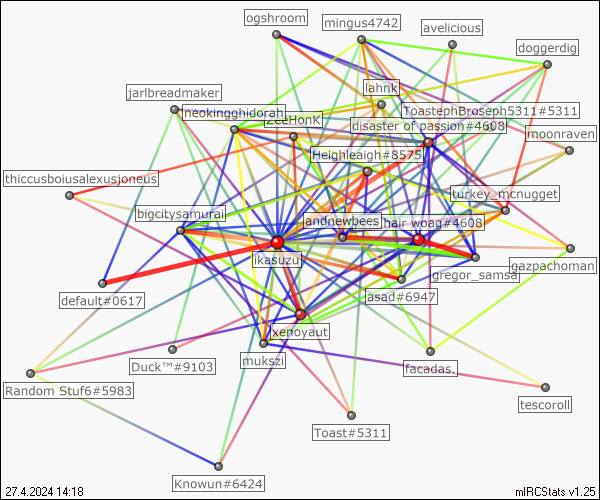 ogshroom
mingus4742
avelicious
doggerdig
lahnk
jarlbreadmaker
neokingghidorah
ZeeHonK
ToastephBroseph5311#5311
disaster of passion#4608
moonraven
Heighleigh#8575
thiccusboiusalexusjoneus
turkey_mcnugget
bigcitysamurai
andnewbees
hair woag#4608
ikasuzu
gregor_samsa
gazpachoman
default#0617
asad#6947
xenoyaut
mukszi
Duck™#9103
facadas.
Random Stuf6#5983
tescoroll
Toast#5311
Knowun#6424
27.4.2024 14:18
mIRCStats v1.25